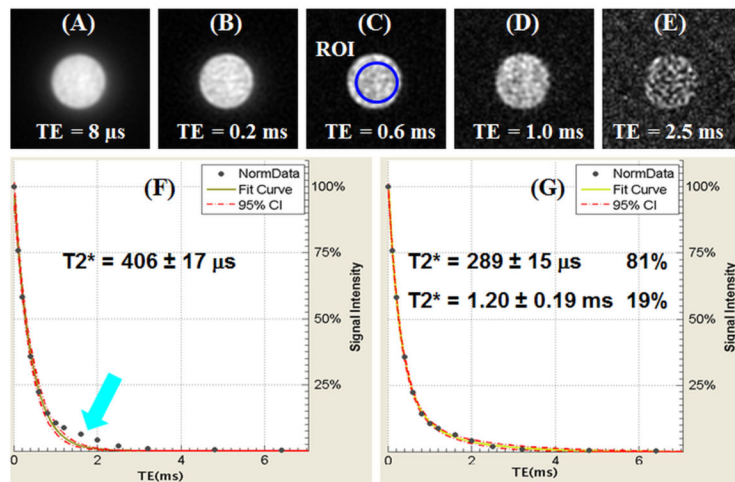 (A)
(B)
(C)
(D)
(E)
ROI
TE = 8 μs
TE = 0.2 ms
TE = 0.6 ms
TE = 1.0 ms
TE = 2.5 ms
(F)
NormData
Fit Curve
95% CI
T2* = 406 ± 17 μs
100%
75%
50%
25%
Signal Intensity
0 2 4 6
TE(ms)
(G)
NormData
Fit Curve
95% CI
T2* = 289 ± 15 μs 81%
T2* = 1.20 ± 0.19 ms 19%
100%
75%
50%
25%
Signal Intensity
0 2 4 6
TE(ms)